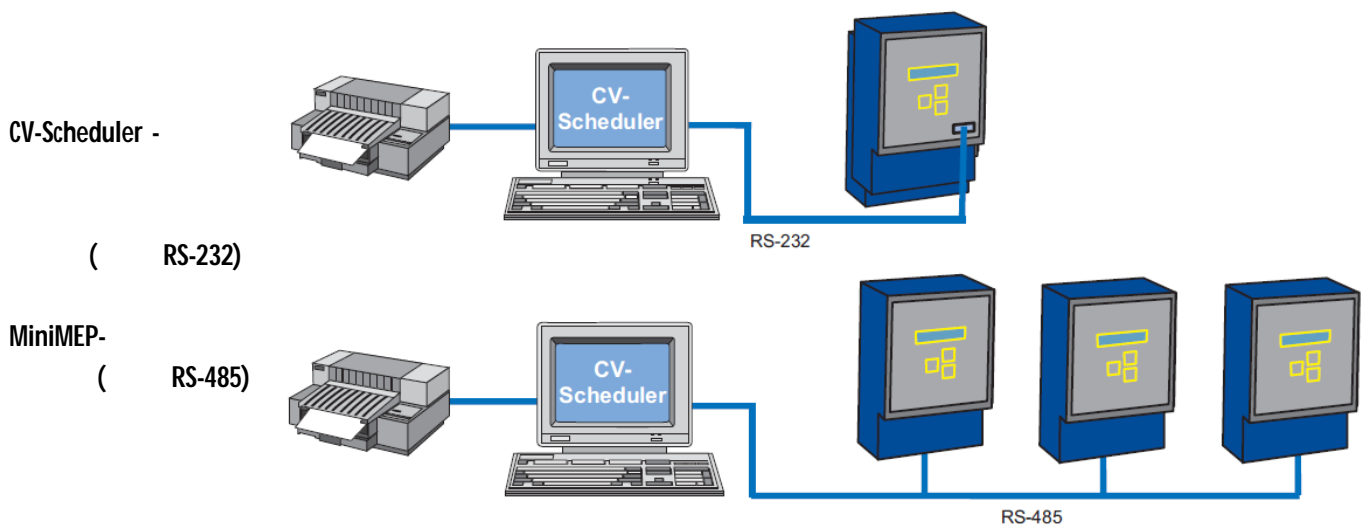 CV-Scheduler -
( RS-232)
MiniMEP-
( RS-485)
CV-
Scheduler
RS-232
CV-
Scheduler
RS-485